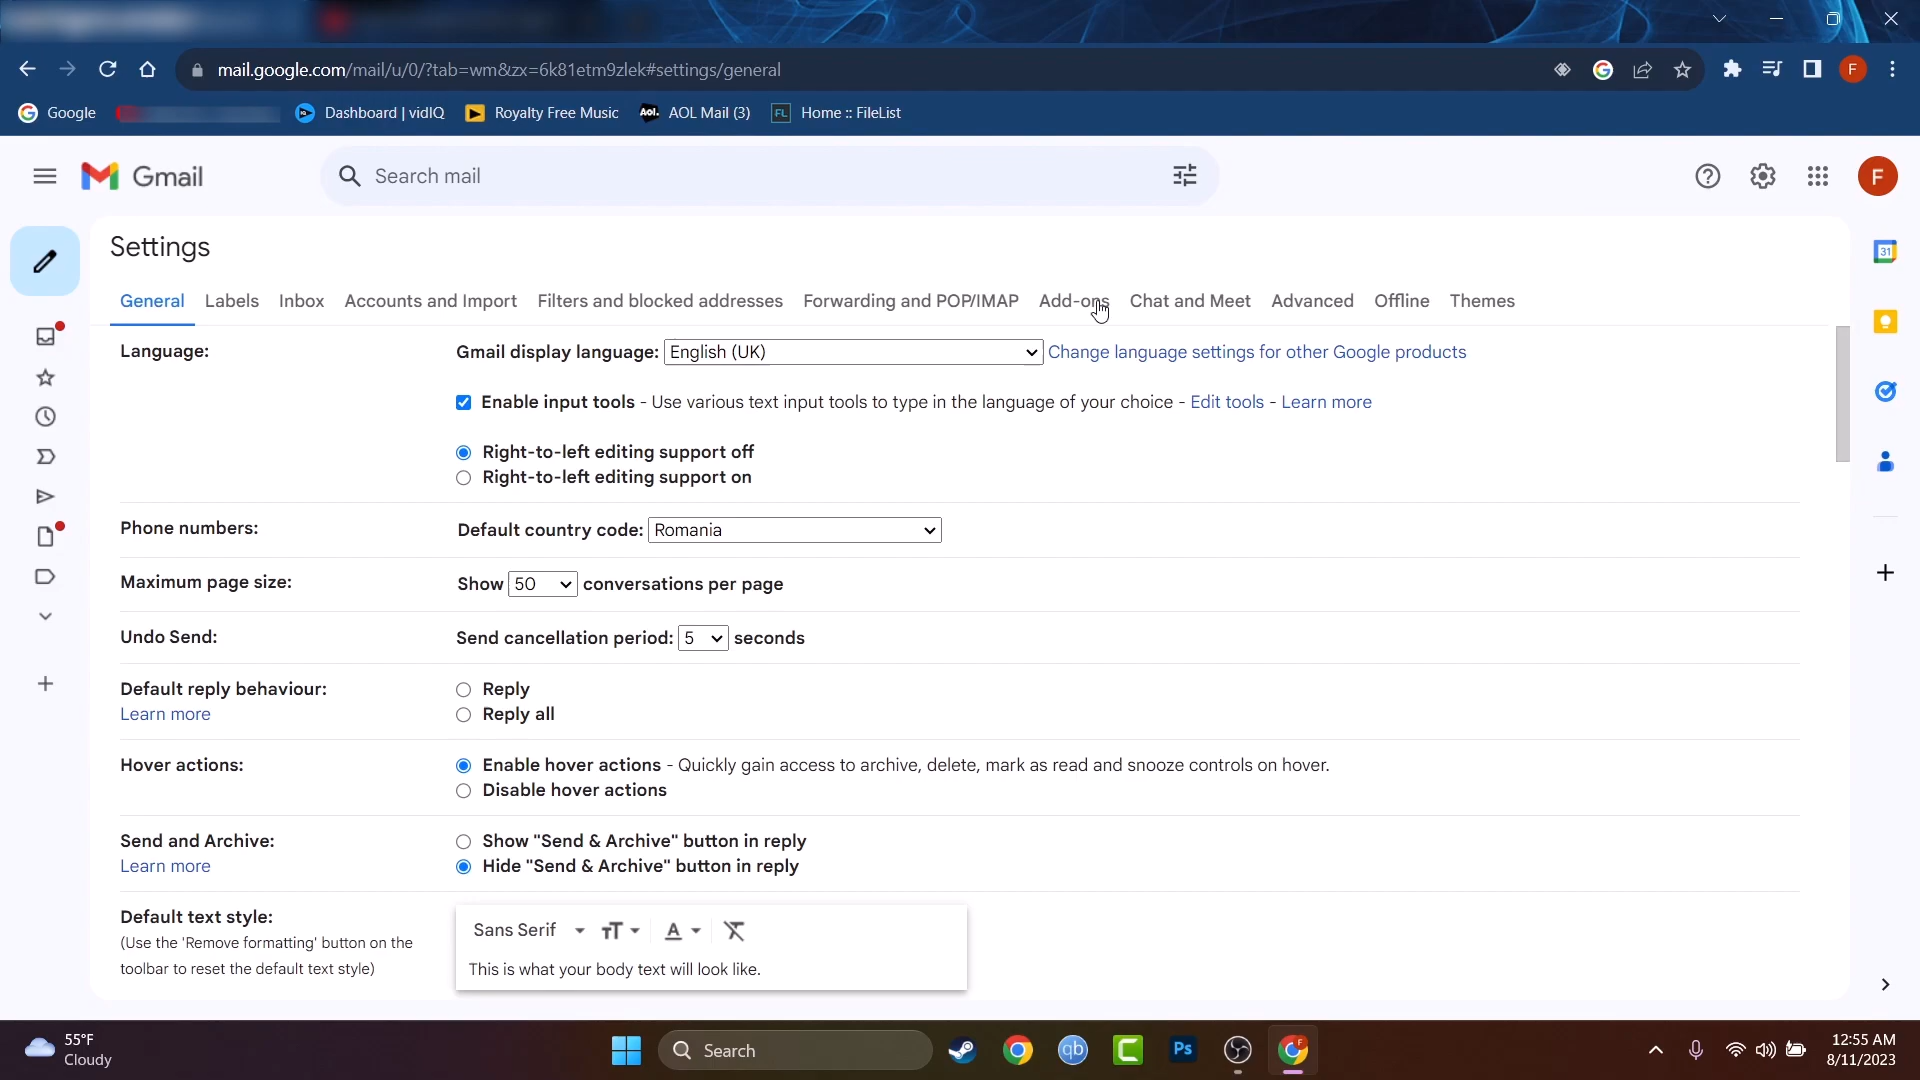 mail.google.com/mail/u/0/?tab=wm&zx=6k81etm9zlek#settings/general
F
Google
Dashboard | vidIQ
Royalty Free Music
Aol.
AOL Mail (3)
FL
Home :: FileList
Gmail
Search mail
F
Settings
General Labels Inbox Accounts and Import Filters and blocked addresses Forwarding and POP/IMAP Add-ons Chat and Meet Advanced Offline Themes
31
Language:
Gmail display language: English (UK) Change language settings for other Google products
Enable input tools - Use various text input tools to type in the language of your choice - Edit tools - Learn more
Right-to-left editing support off
Right-to-left editing support on
Phone numbers:
Default country code: Romania
Maximum page size:
Show 50 conversations per page
Undo Send:
Send cancellation period: 5 seconds
Default reply behaviour:
Learn more
Reply
Reply all
Hover actions:
Enable hover actions - Quickly gain access to archive, delete, mark as read and snooze controls on hover.
Disable hover actions
Send and Archive:
Learn more
Show "Send & Archive" button in reply
Hide "Send & Archive" button in reply
Default text style:
(Use the 'Remove formatting' button on the
toolbar to reset the default text style)
Sans Serif
This is what your body text will look like.
55°F
Cloudy
Search
qb
Ps
F
12:55 AM
8/11/2023